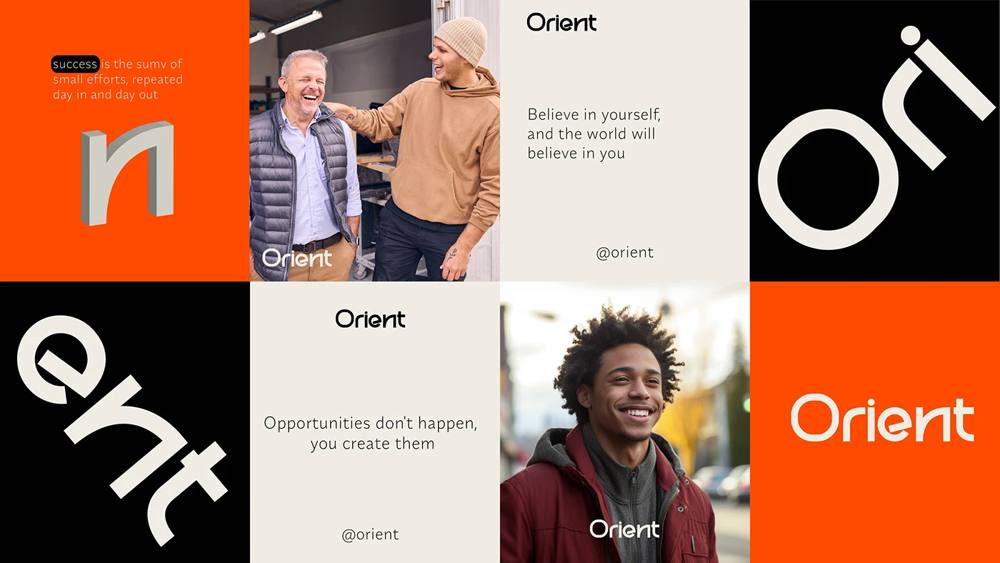 success is the sumv of
small efforts, repeated
day in and day out
n
Orient
Orient
Believe in yourself,
and the world will
believe in you
@orient
Ori
ent
Orient
Opportunities don't happen,
you create them
@orient
Orient
Orient